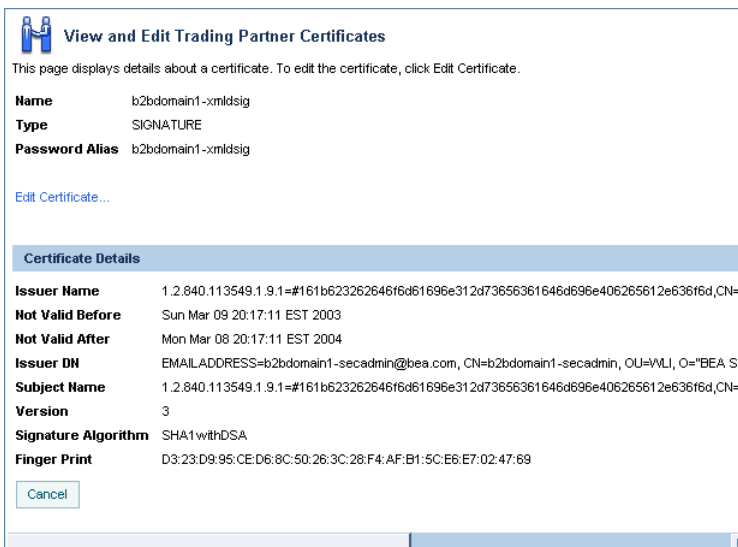 View and Edit Trading Partner Certificates
This page displays details about a certificate. To edit the certificate, click Edit Certificate.
Name b2bdomain1-xmldsig
Type SIGNATURE
Password Alias b2bdomain1-xmldsig
Edit Certificate...
Certificate Details
Issuer Name 1.2.840.113549.1.9.1=#161b623262646f6d61696e312d73656361646d696e406265612e636f6d,CN=
Not Valid Before Sun Mar 09 20:17:11 EST 2003
Not Valid After Mon Mar 08 20:17:11 EST 2004
Issuer DN EMAILADDRESS=b2bdomain1-secadmin@bea.com, CN=b2bdomain1-secadmin, OU=WLI, O="BEA S
Subject Name 1.2.840.113549.1.9.1=#161b623262646f6d61696e312d73656361646d696e406265612e636f6d,CN=
Version 3
Signature Algorithm SHA1withDSA
Finger Print D3:23:D9:95:CE:D6:8C:50:26:3C:28:F4:AF:B1:5C:E6:E7:02:47:69
Cancel